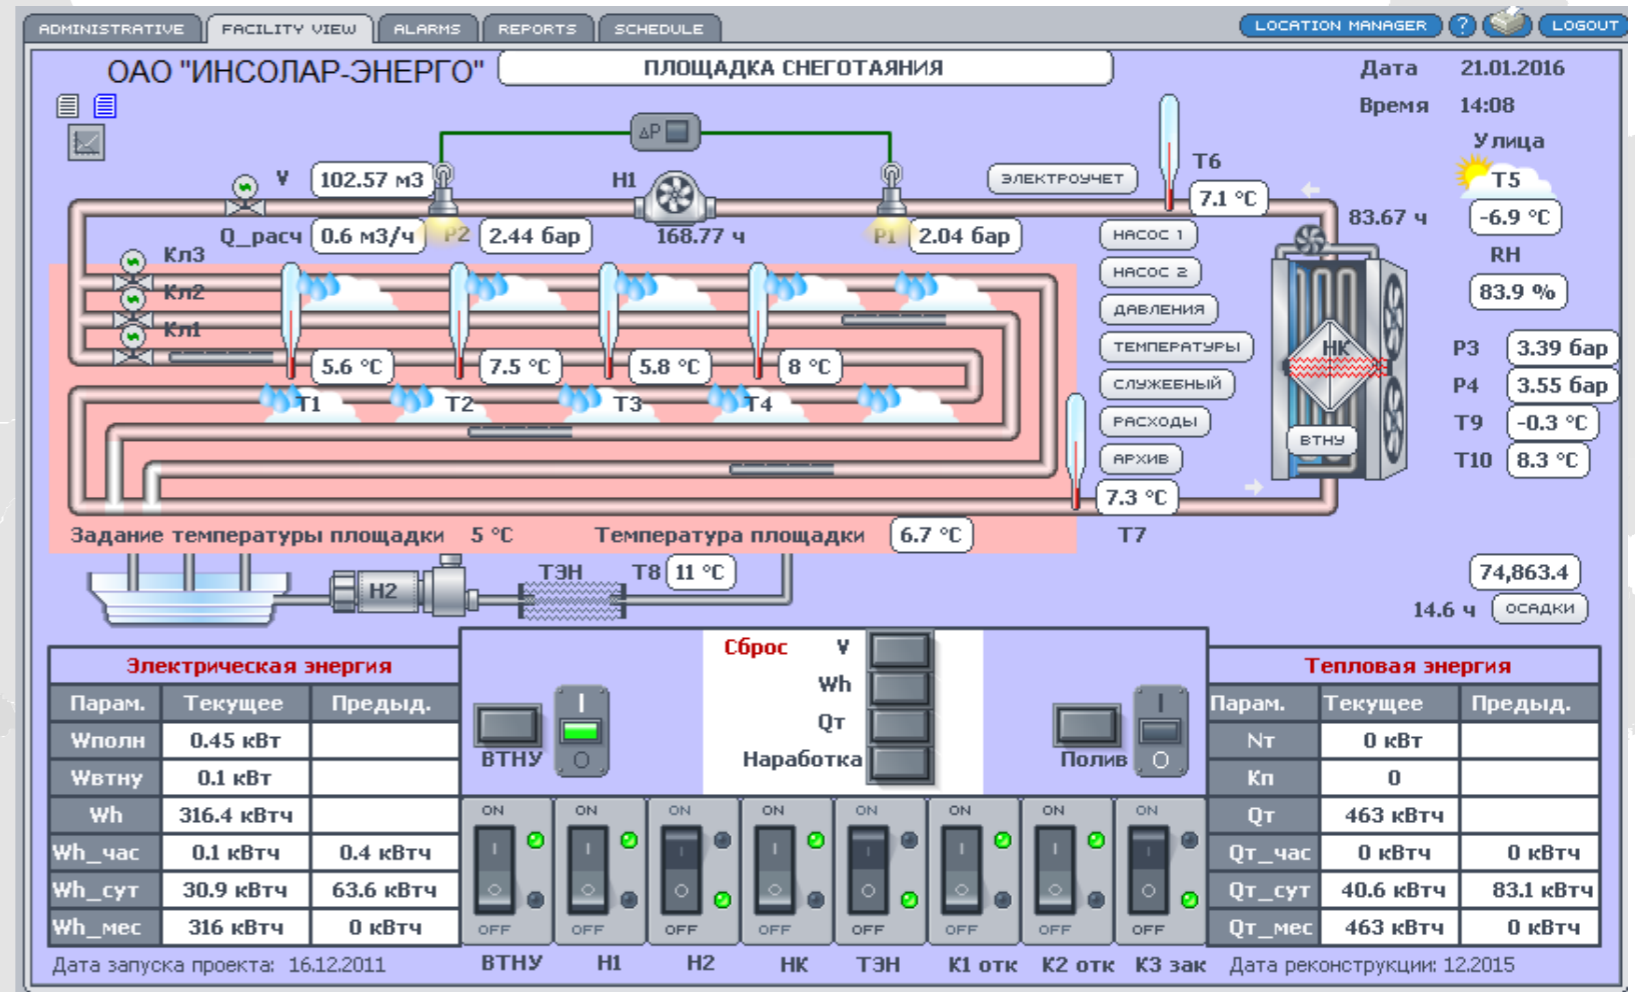 ADMINISTRATIVE FACILITY VIEW ALARMS REPORTS SCHEDULE LOCATION MANAGER ? LOGOUT
ОАО "ИНСОЛАР-ЭНЕРГО" ПЛОЩАДКА СНЕГОТАЯНИЯ Дата 21.01.2016
Время 14:08
ΔP
Улица
V 102.57 м3 H1 ЭЛЕКТРОУЧЕТ T6 T5
7.1 °C 83.67 ч -6.9 °C
Q_расч 0.6 м3/ч P2 2.44 бар 168.77 ч P1 2.04 бар НАСОС 1
Кл3 RH
НАСОС 2
Кл2 83.9 %
ДАВЛЕНИЯ
Кл1 ТЕМПЕРАТУРЫ НК P3 3.39 бар
5.6 °C 7.5 °C 5.8 °C 8 °C
СЛУЖЕБНЫЙ P4 3.55 бар
T1 T2 T3 T4
РАСХОДЫ T9 -0.3 °C
ВТНУ
АРХИВ T10 8.3 °C
7.3 °C
Задание температуры площадки 5 °C Температура площадки 6.7 °C T7
ТЭН T8 11 °C 74,863.4
H2
14.6 ч ОСАДКИ
Электрическая энергия
Парам. Текущее Предыд.
Wполн 0.45 кВт
Wвтну 0.1 кВт
Wh 316.4 кВтч
Wh_час 0.1 кВтч 0.4 кВтч
Wh_сут 30.9 кВтч 63.6 кВтч
Wh_мес 316 кВтч 0 кВтч
Сброс V
Wh
Qт
Наработка
ВТНУ I O
Полив I O
Тепловая энергия
Парам. Текущее Предыд.
Nт 0 кВт
Кп 0
Qт 463 кВтч
Qт_час 0 кВтч 0 кВтч
Qт_сут 40.6 кВтч 83.1 кВтч
Qт_мес 463 кВтч 0 кВтч
ON ON ON ON ON ON ON ON
OFF OFF OFF OFF OFF OFF OFF OFF
Дата запуска проекта: 16.12.2011 ВТНУ H1 H2 НК ТЭН К1 отк К2 отк К3 зак Дата реконструкции: 12.2015